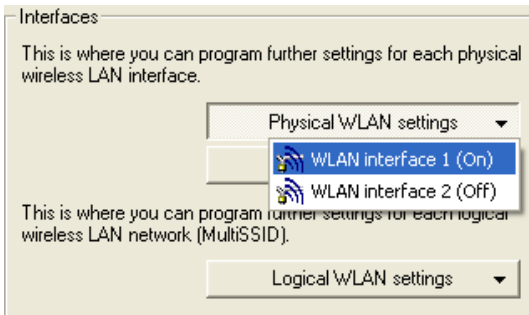 Interfaces
This is where you can program further settings for each physical
wireless LAN interface.
Physical WLAN settings
WLAN interface 1 (On)
WLAN interface 2 (Off)
This is where you can program further settings for each logical
wireless LAN network (MultiSSID).
Logical WLAN settings